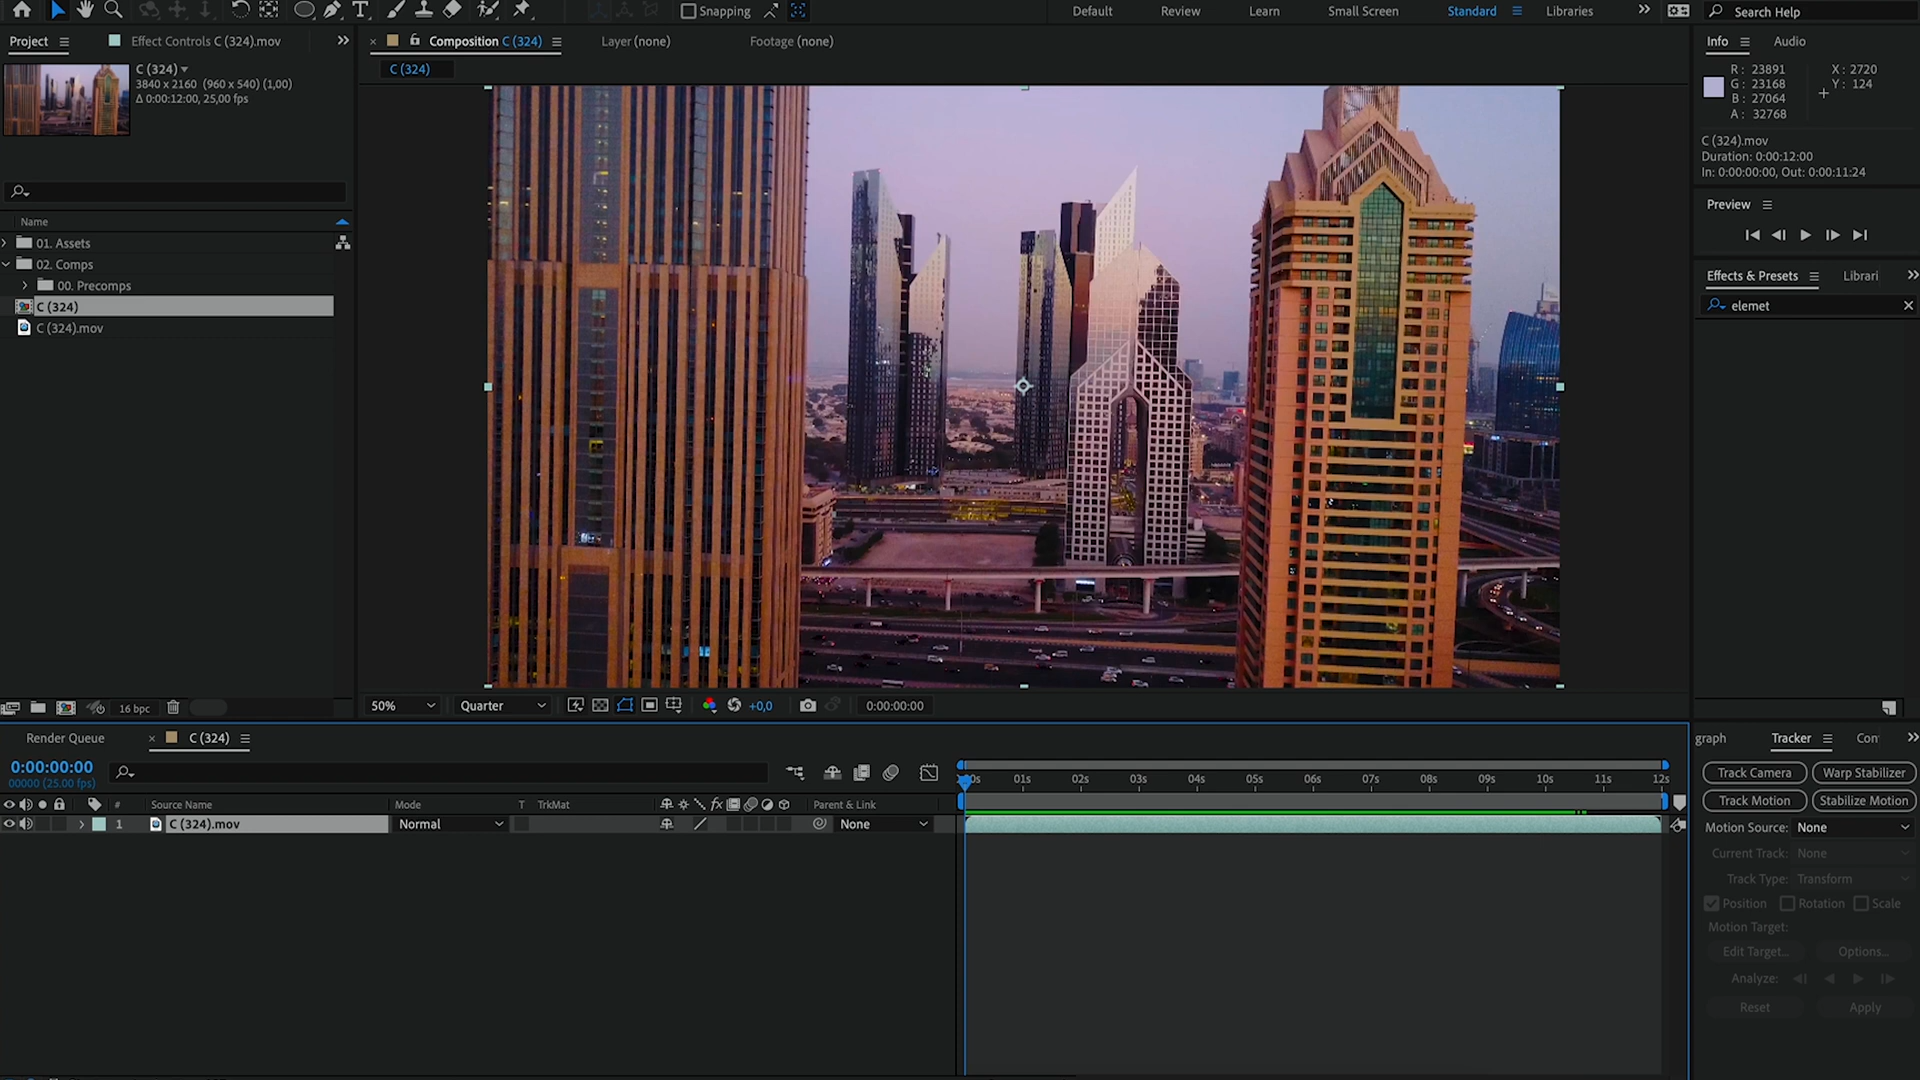 Snapping
Default
Review
Learn
Small Screen
Standard
Libraries
Search Help
Project
Effect Controls C (324).mov
Composition C (324)
Layer (none)
Footage (none)
Info
Audio
C (324)
C (324)
3840 x 2160 (960 x 540) (1,00)
Δ 0:00:12:00, 25,00 fps
R: 23891
G: 23168
B: 27064
A: 32768
X: 2720
Y: 124
C (324).mov
Duration: 0:00:12:00
In: 0:00:00:00, Out: 0:00:11:24
Preview
Name
01. Assets
02. Comps
00. Precomps
C (324)
C (324).mov
Effects & Presets
Librari
elemet
16 bpc
50%
Quarter
+0,0
0:00:00:00
Render Queue
C (324)
graph
Tracker
Con
0:00:00:00
00000 (25.00 fps)
00s 01s 02s 03s 04s 05s 06s 07s 08s 09s 10s 11s 12s
Track Camera
Warp Stabilizer
Track Motion
Stabilize Motion
# Source Name Mode T TrkMat fx Parent & Link
1 C (324).mov Normal None
Motion Source: None
Current Track: None
Track Type: Transform
Position Rotation Scale
Motion Target:
Edit Target... Options...
Analyze:
Reset Apply